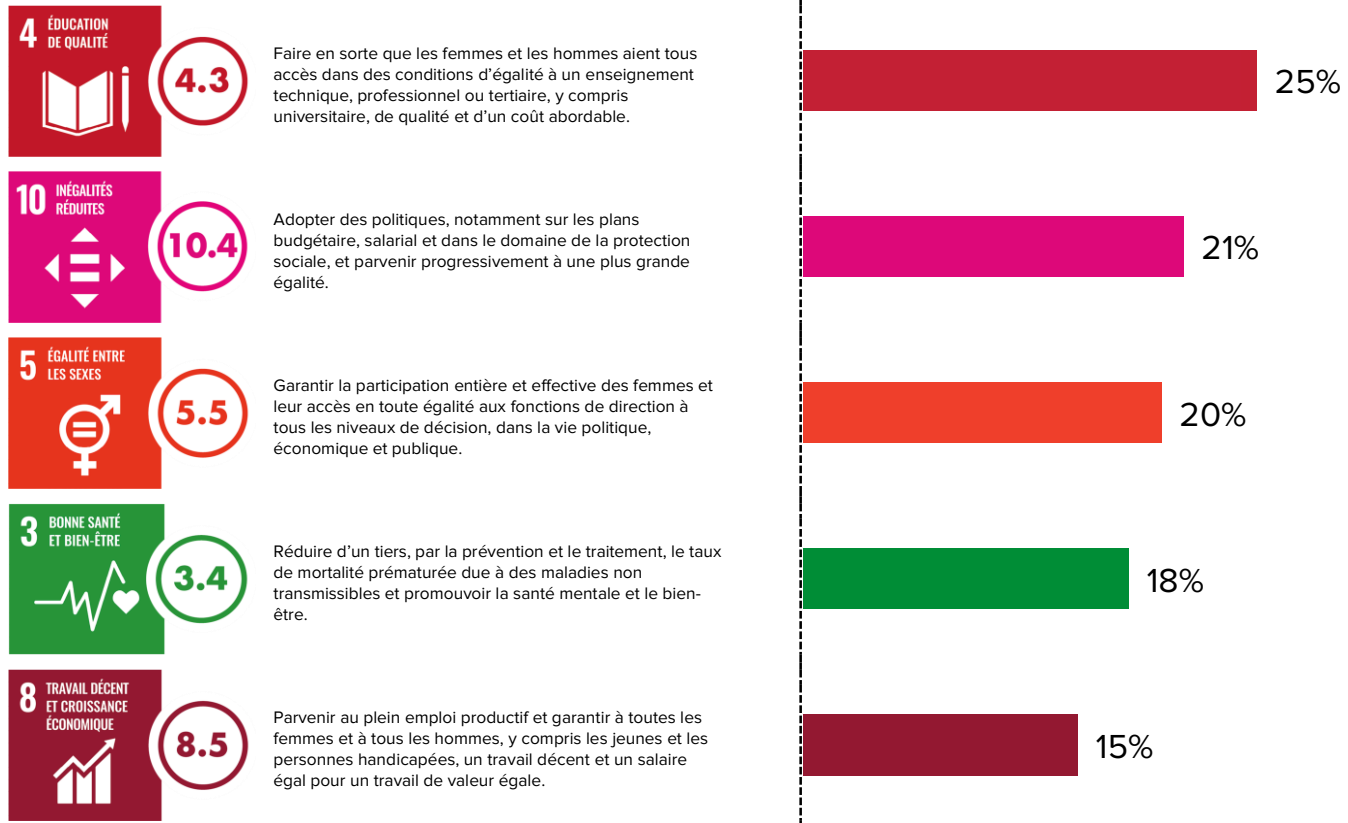 4 ÉDUCATION
DE QUALITÉ
4.3
Faire en sorte que les femmes et les hommes aient tous
accès dans des conditions d’égalité à un enseignement
technique, professionnel ou tertiaire, y compris
universitaire, de qualité et d’un coût abordable.
25%
10 INÉGALITÉS
RÉDUITES
10.4
Adopter des politiques, notamment sur les plans
budgétaire, salarial et dans le domaine de la protection
sociale, et parvenir progressivement à une plus grande
égalité.
21%
5 ÉGALITÉ ENTRE
LES SEXES
5.5
Garantir la participation entière et effective des femmes et
leur accès en toute égalité aux fonctions de direction à
tous les niveaux de décision, dans la vie politique,
économique et publique.
20%
3 BONNE SANTÉ
ET BIEN-ÊTRE
3.4
Réduire d’un tiers, par la prévention et le traitement, le taux
de mortalité prématurée due à des maladies non
transmissibles et promouvoir la santé mentale et le bien-
être.
18%
8 TRAVAIL DÉCENT
ET CROISSANCE
ÉCONOMIQUE
8.5
Parvenir au plein emploi productif et garantir à toutes les
femmes et à tous les hommes, y compris les jeunes et les
personnes handicapées, un travail décent et un salaire
égal pour un travail de valeur égale.
15%